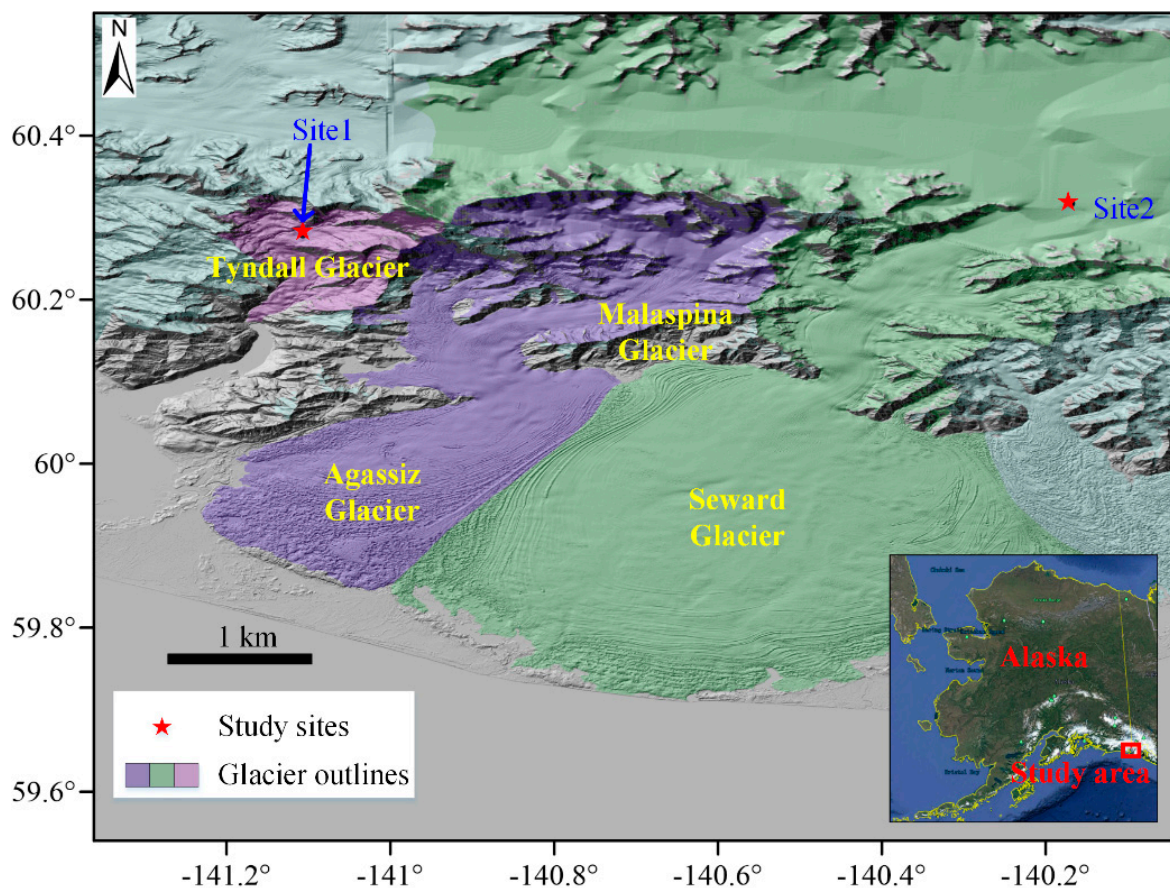 N
60.4°
60.2°
60°
59.8°
59.6°
Site1
Site2
Tyndall Glacier
Malaspina
Glacier
Agassiz
Glacier
Seward
Glacier
1 km
Study sites
Glacier outlines
Alaska
Study area
Bristol Bay
-141.2°
-141°
-140.8°
-140.6°
-140.4°
-140.2°